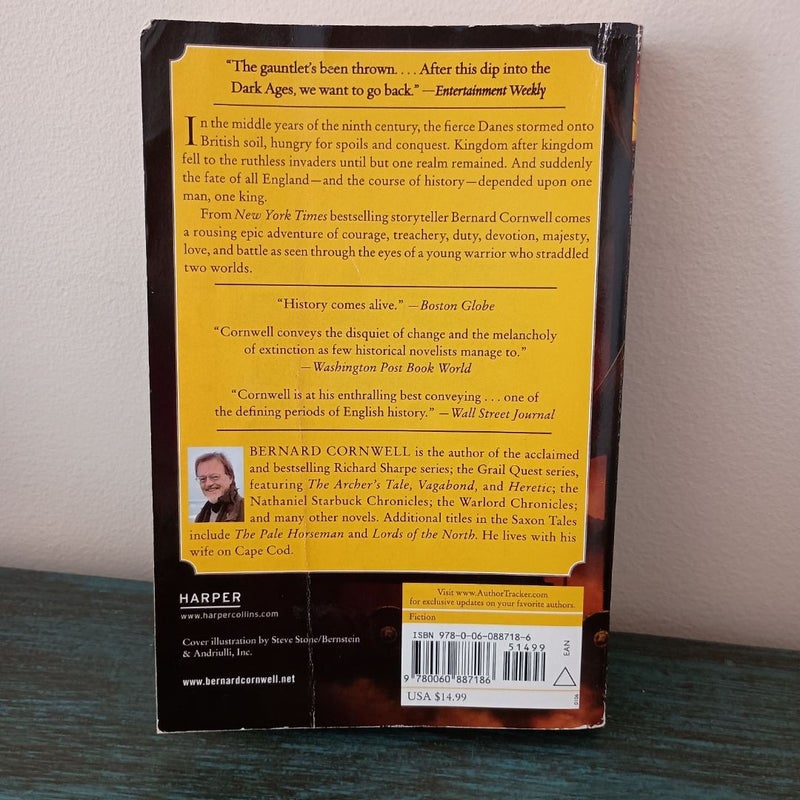 “The gauntlet’s been thrown. . . . After this dip into the
Dark Ages, we want to go back.” —Entertainment Weekly
In the middle years of the ninth century, the fierce Danes stormed onto
British soil, hungry for spoils and conquest. Kingdom after kingdom
fell to the ruthless invaders until but one realm remained. And suddenly
the fate of all England—and the course of history—depended upon one
man, one king.
From New York Times bestselling storyteller Bernard Cornwell comes
a rousing epic adventure of courage, treachery, duty, devotion, majesty,
love, and battle as seen through the eyes of a young warrior who straddled
two worlds.
“History comes alive.” —Boston Globe
“Cornwell conveys the disquiet of change and the melancholy
of extinction as few historical novelists manage to.”
—Washington Post Book World
“Cornwell is at his enthralling best conveying . . . one of
the defining periods of English history.” —Wall Street Journal
BERNARD CORNWELL is the author of the acclaimed
and bestselling Richard Sharpe series; the Grail Quest series,
featuring The Archer’s Tale, Vagabond, and Heretic; the
Nathaniel Starbuck Chronicles; the Warlord Chronicles;
and many other novels. Additional titles in the Saxon Tales
include The Pale Horseman and Lords of the North. He lives with his
wife on Cape Cod.
HARPER
www.harpercollins.com
Cover illustration by Steve Stone/Bernstein
& Andriulli, Inc.
www.bernardcornwell.net
Visit www.AuthorTracker.com
for exclusive updates on your favorite authors.
Fiction
ISBN 978-0-06-088718-6
51499
EAN
9 780060 887186
USA $14.99
0106